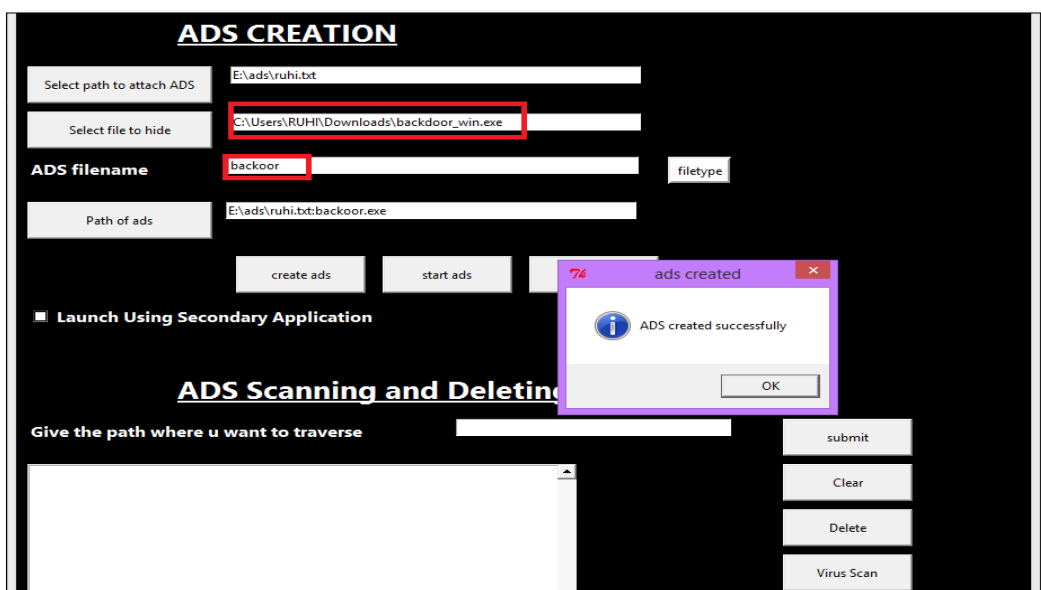 ADS CREATION
Select path to attach ADS
E:\ads\ruhi.txt
Select file to hide
C:\Users\RUHI\Downloads\backdoor_win.exe
ADS filename
backoor
filetype
Path of ads
E:\ads\ruhi.txt:backoor.exe
create ads
start ads
ads created
ADS created successfully
OK
Launch Using Secondary Application
ADS Scanning and Deleting
Give the path where u want to traverse
submit
Clear
Delete
Virus Scan